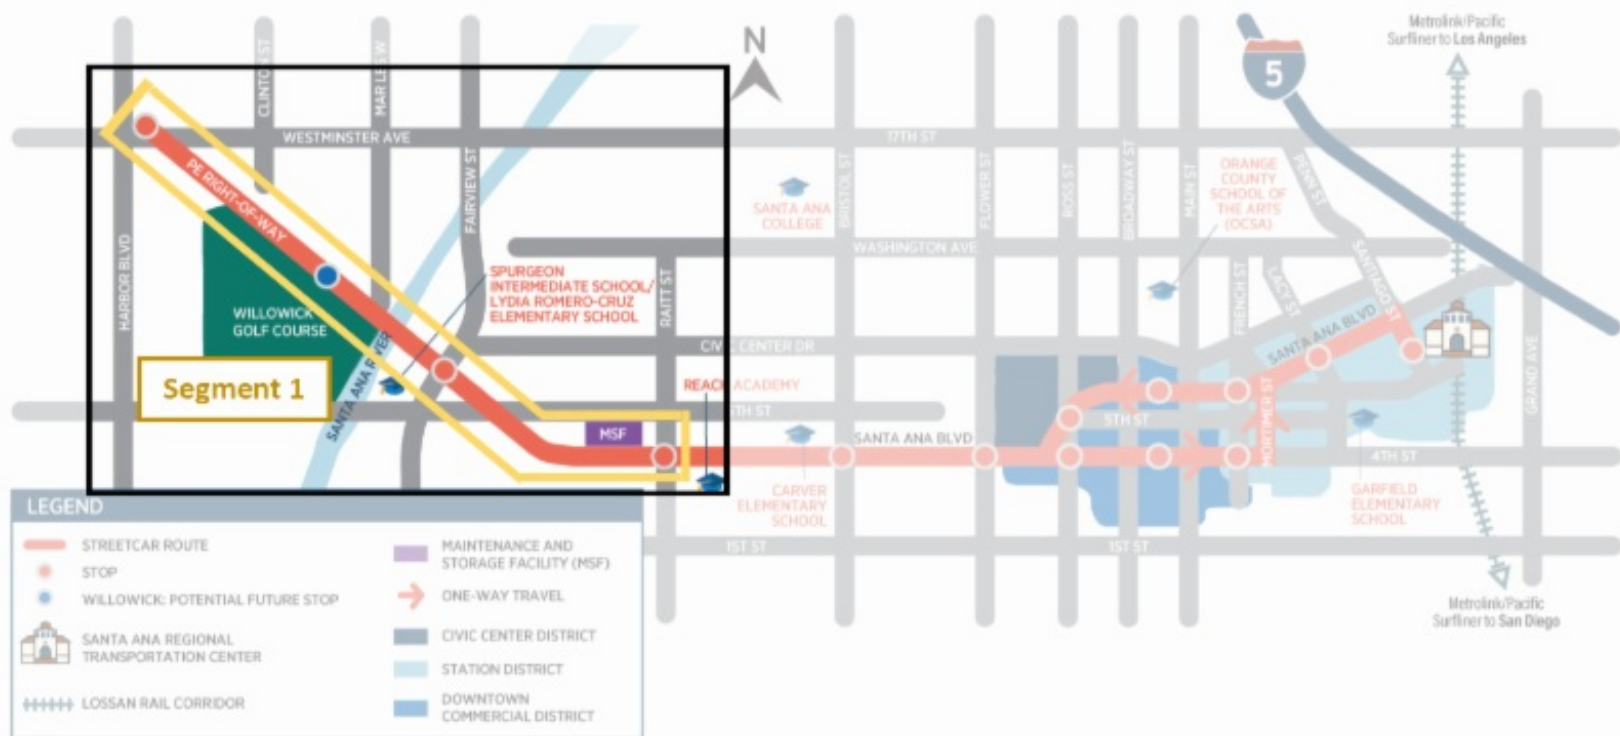 Metrolink/Pacific
Surfliner to Los Angeles
N
5
CLINTON ST
WESTMINSTER AVE
17TH ST
PE RIGHT-OF-WAY
FAIRVIEW ST
HARBOR BLVD
BRISTOL ST
FLOWER ST
ROSS ST
BROADWAY ST
MAIN ST
PENN ST
SANTA ANA
COLLEGE
ORANGE
COUNTY
SCHOOL OF
THE ARTS
(OCSA)
WASHINGTON AVE
SPURGEON
INTERMEDIATE SCHOOL/
LYDIA ROMERO-CRUZ
ELEMENTARY SCHOOL
RAITT ST
FRENCH ST
LACY ST
SANTIAGO ST
WILLOWICK
GOLF COURSE
SANTA ANA RIVER
CIVIC CENTER DR
SANTA ANA BLVD
GRAND AVE
Segment 1
REACH ACADEMY
5TH ST
5TH ST
MORTIMER ST
MSF
SANTA ANA BLVD
4TH ST
CARVER
ELEMENTARY
SCHOOL
GARFIELD
ELEMENTARY
SCHOOL
1ST ST
1ST ST
Metrolink/Pacific
Surfliner to San Diego
LEGEND
STREETCAR ROUTE
STOP
WILLOWICK: POTENTIAL FUTURE STOP
SANTA ANA REGIONAL
TRANSPORTATION CENTER
LOSSAN RAIL CORRIDOR
MAINTENANCE AND
STORAGE FACILITY (MSF)
ONE-WAY TRAVEL
CIVIC CENTER DISTRICT
STATION DISTRICT
DOWNTOWN
COMMERCIAL DISTRICT